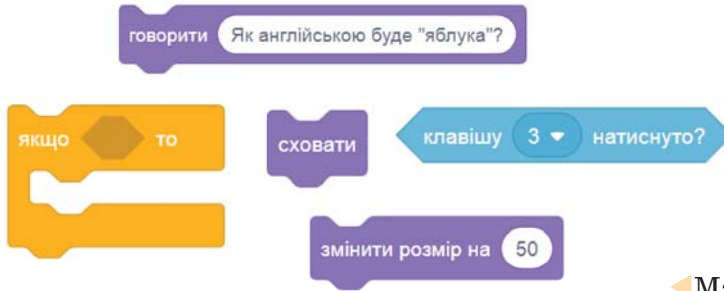 говорити Як англійською буде "яблука"?
якщо то
сховати
клавішу 3 натиснуто?
змінити розмір на 50